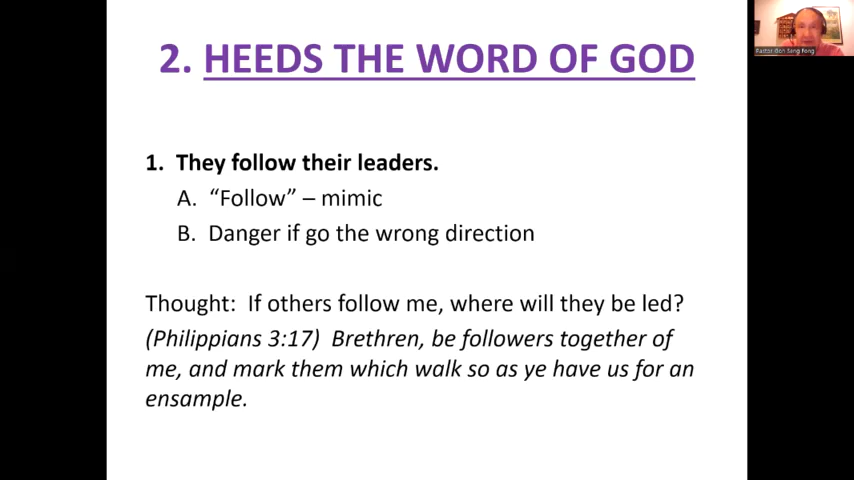 2. HEEDS THE WORD OF GOD
1. They follow their leaders.
A. “Follow” – mimic
B. Danger if go the wrong direction
Thought: If others follow me, where will they be led?
(Philippians 3:17) Brethren, be followers together of
me, and mark them which walk so as ye have us for an
ensample.